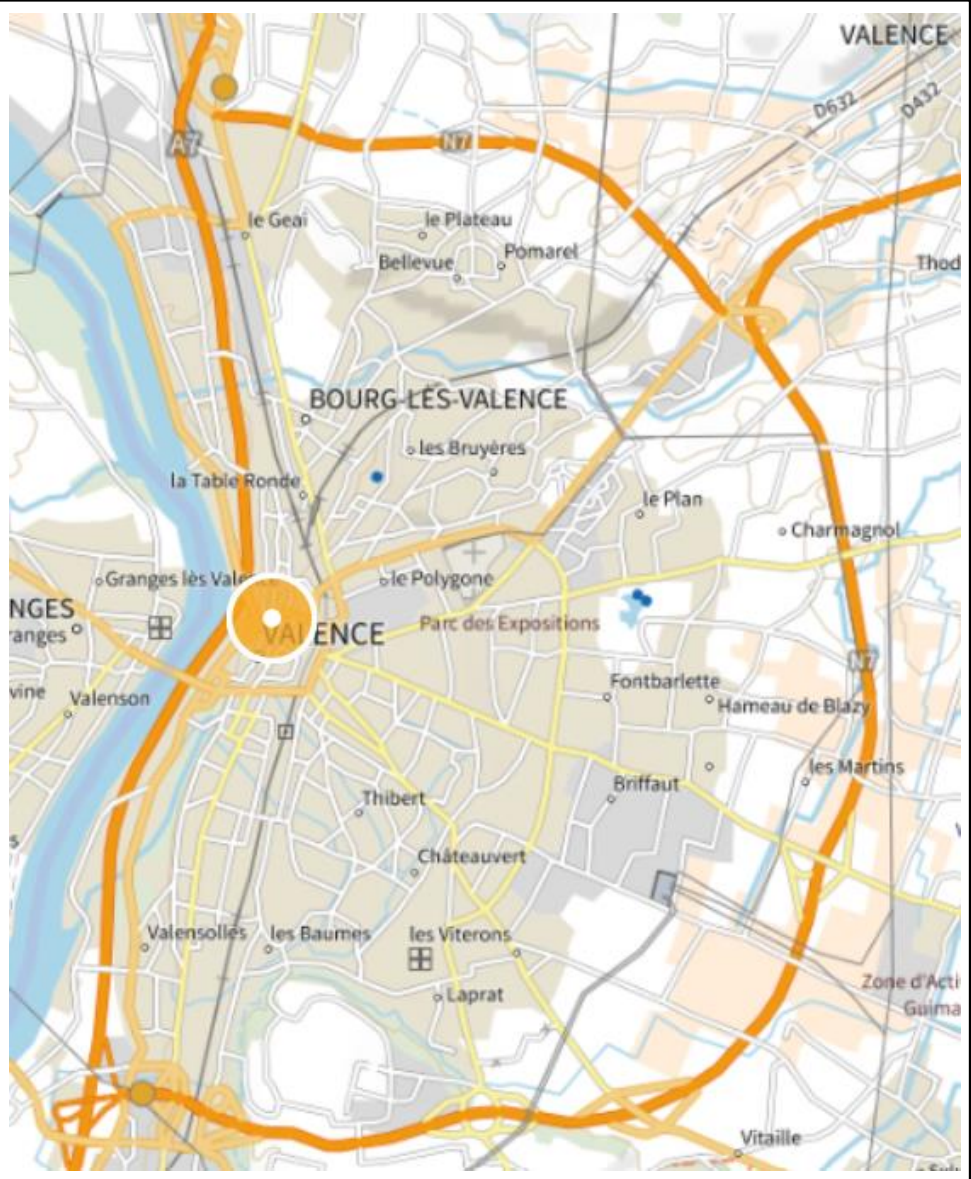 VALENCE
D632
D432
A7
N7
le Geai
le Plateau
Pomarel
Bellevue
Thod
BOURG-LÈS-VALENCE
les Bruyères
la Table Ronde
le Plan
Charmagnol
Granges lès Vale
le Polygone
NGES
ranges
VALENCE
Parc des Expositions
N7
vine
Valenson
Fontbarlette
Hameau de Blazy
les Martins
Briffaut
Thibert
Châteauvert
Valensolles
les Baumes
les Viterons
Laprat
Zone d'Acti
Guima
Vitaille